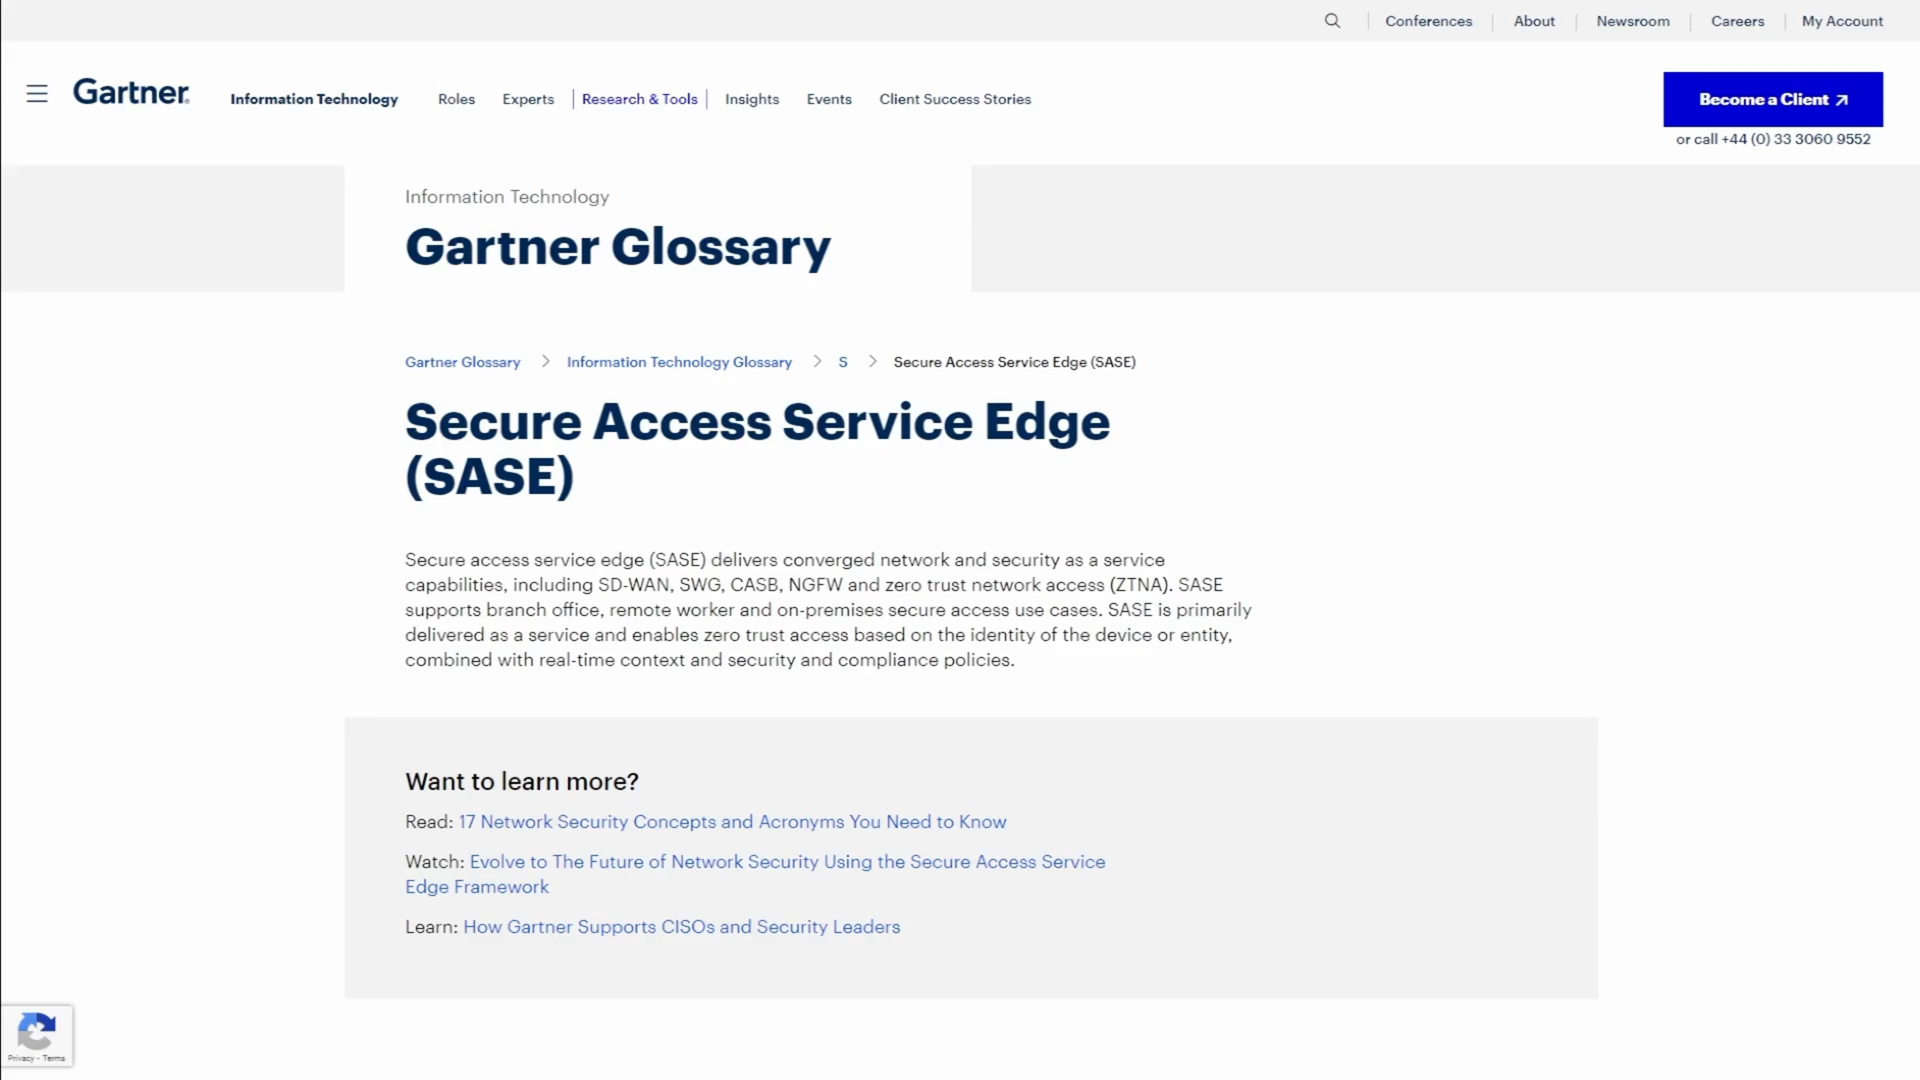 Conferences
About
Newsroom
Careers
My Account
Gartner
Information Technology
Roles
Experts
Research & Tools
Insights
Events
Client Success Stories
Become a Client
or call +44 (0) 33 3060 9552
Information Technology
Gartner Glossary
Gartner Glossary
Information Technology Glossary
S
Secure Access Service Edge (SASE)
Secure Access Service Edge
(SASE)
Secure access service edge (SASE) delivers converged network and security as a service
capabilities, including SD-WAN, SWG, CASB, NGFW and zero trust network access (ZTNA). SASE
supports branch office, remote worker and on-premises secure access use cases. SASE is primarily
delivered as a service and enables zero trust access based on the identity of the device or entity,
combined with real-time context and security and compliance policies.
Want to learn more?
Read: 17 Network Security Concepts and Acronyms You Need to Know
Watch: Evolve to The Future of Network Security Using the Secure Access Service
Edge Framework
Learn: How Gartner Supports CISOs and Security Leaders
Privacy - Terms